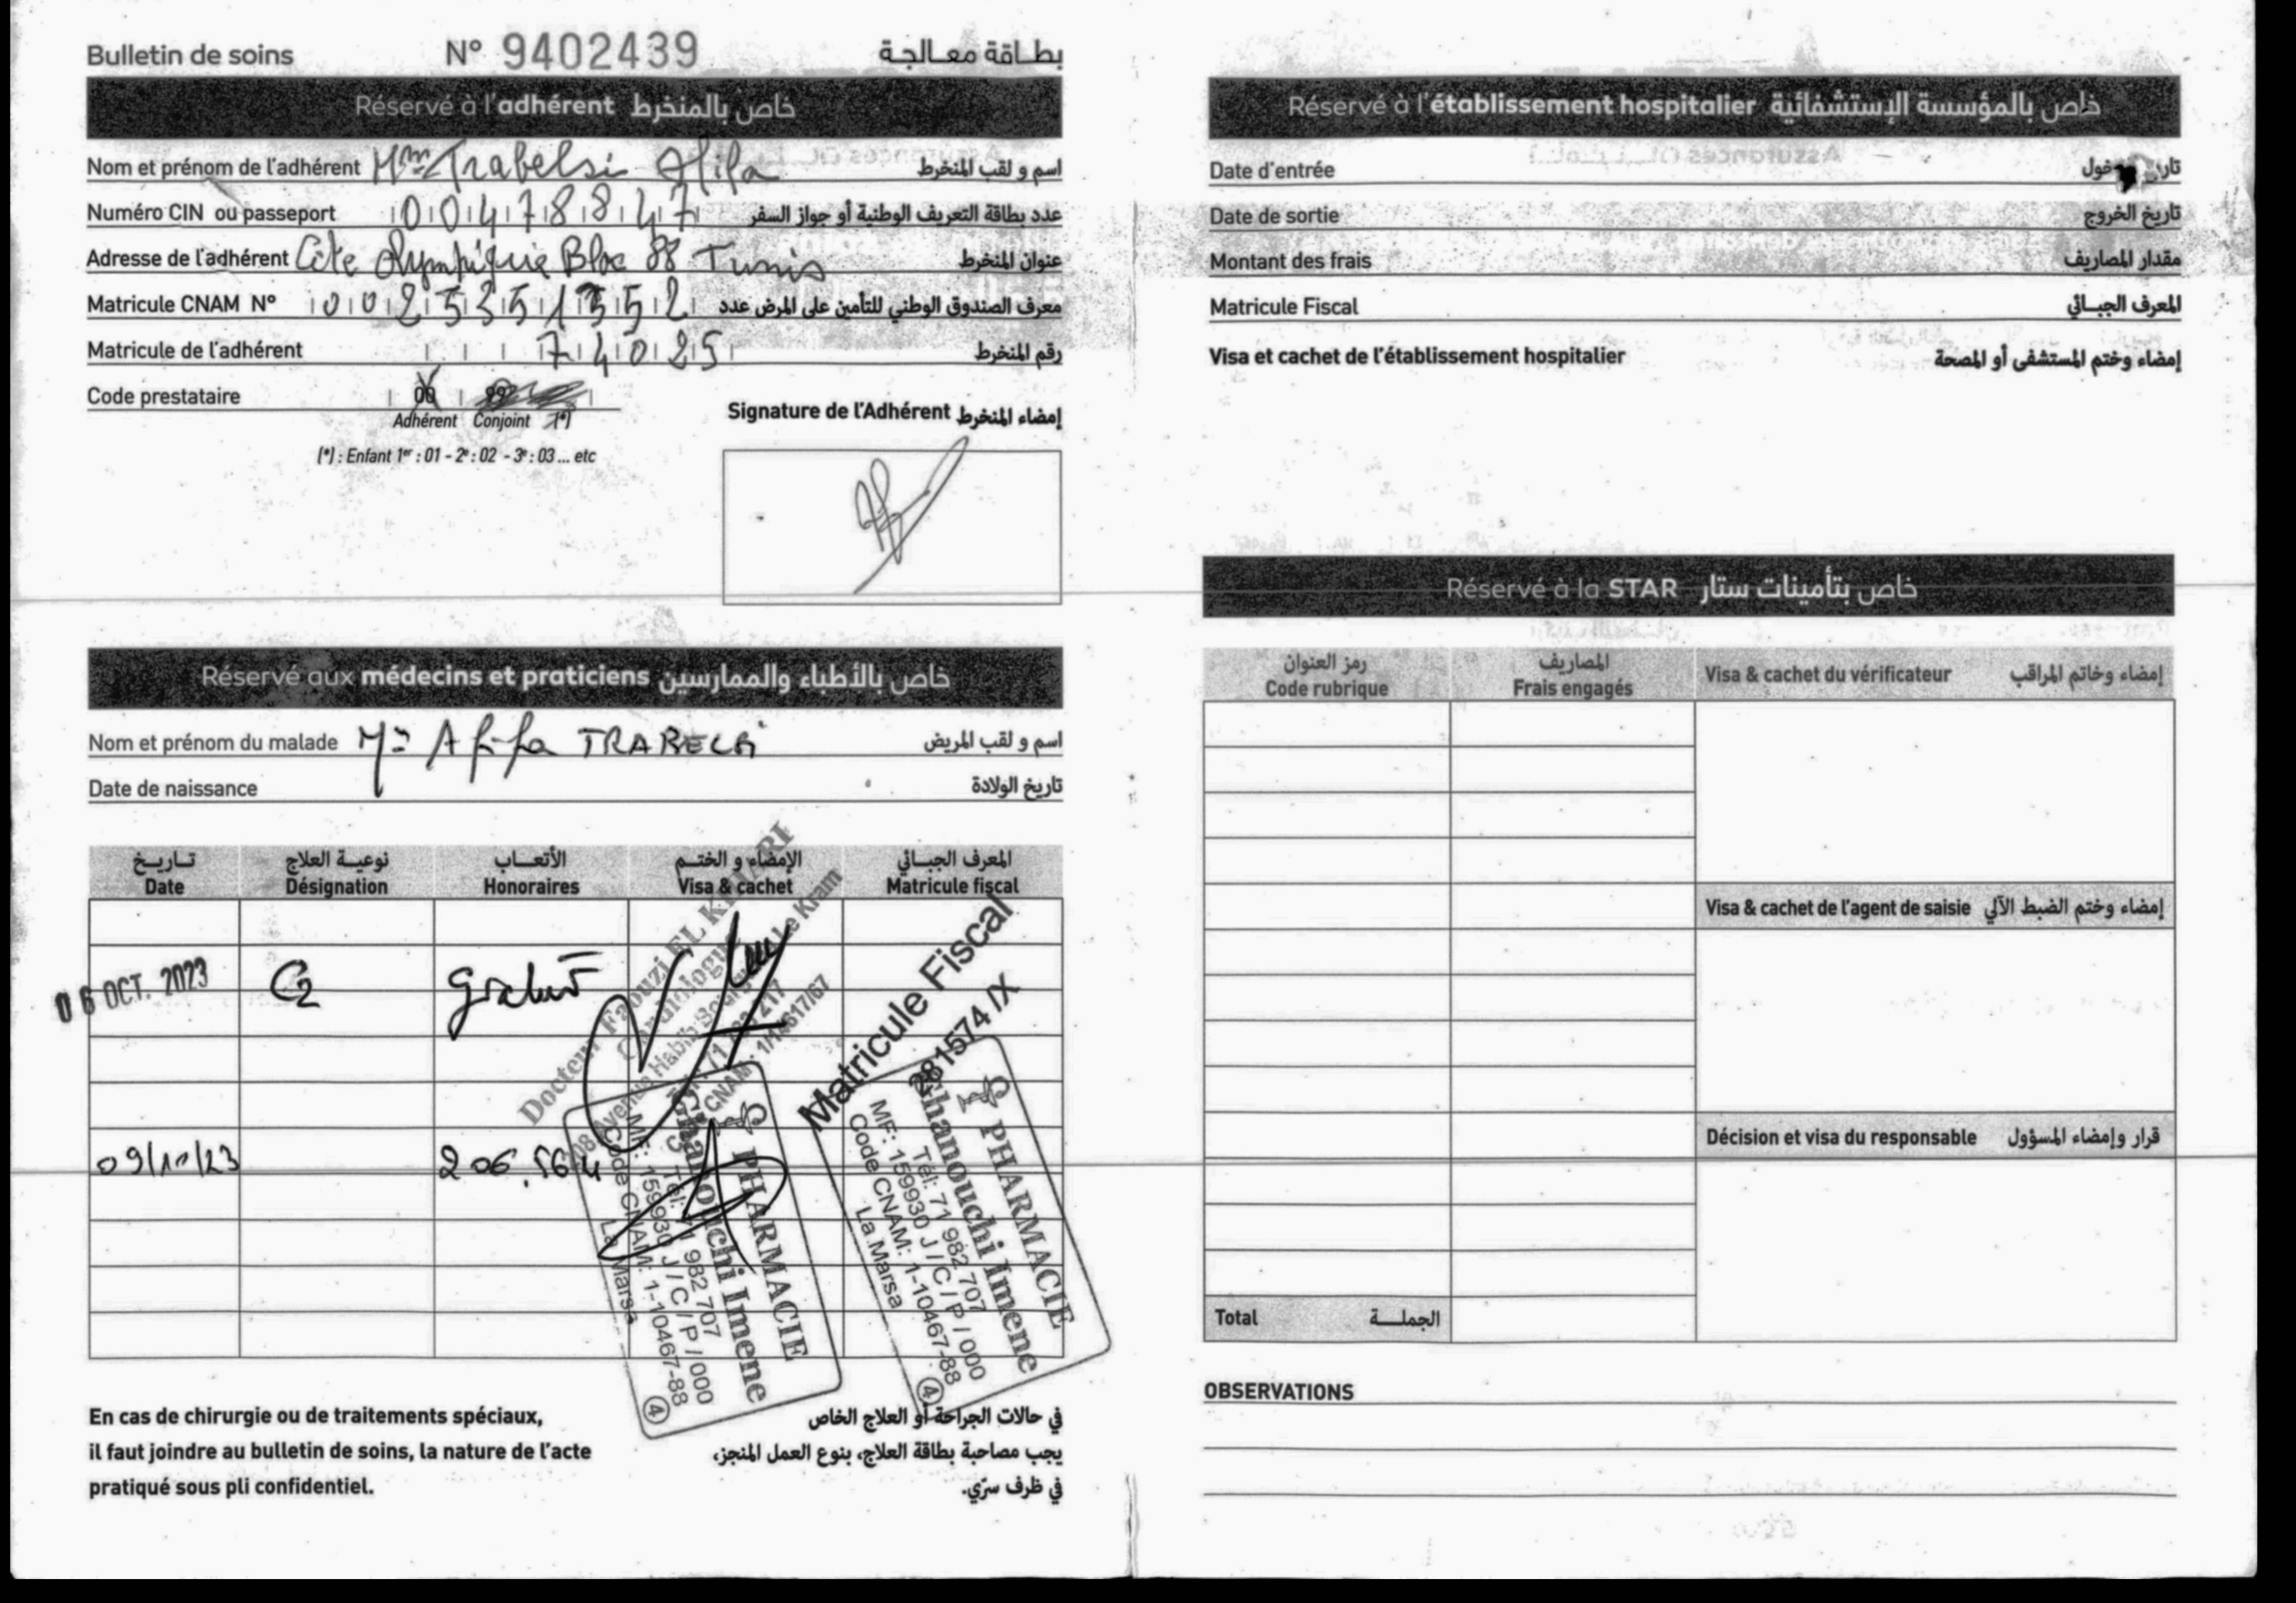 Bulletin de soins N° 9402439 بطاقة معالجة
Réservé à l'adhérent خاص بالمنخرط
Nom et prénom de l'adhérent Mme Trabelsi Afifa اسم و لقب المنخرط
Numéro CIN ou passeport 00478847 عدد بطاقة التعريف الوطنية أو جواز السفر
Adresse de l'adhérent Cite Olympique Bloc 88 Tunis عنوان المنخرط
Matricule CNAM N° 0025351352 معرف الصندوق الوطني للتأمين على المرض عدد
Matricule de l'adhérent 74025 رقم المنخرط
Code prestataire 00 99
Adhérent Conjoint (*)
(*) : Enfant 1er : 01 - 2e : 02 - 3e : 03 ... etc
Signature de l'Adhérent إمضاء المنخرط
Réservé aux médecins et praticiens خاص بالأطباء والممارسين
Nom et prénom du malade Me Afifa TRABELSI اسم و لقب المريض
Date de naissance تاريخ الولادة
تاريخ نوعية العلاج الأتعاب الإمضاء و الختم المعرف الجبائي
Date Désignation Honoraires Visa & cachet Matricule fiscal
06 OCT. 2023 C2 gratuit
Docteur Faouzi EL
Cardiologue
Avenue Habib Bourguiba Le Kram
Matricule Fiscal
281574/X
09/10/23 206.564
PHARMACIE
Ghanouchi Imene
Tél: 71 982 707
MF: 159930 J / C / P / 000
Code CNAM: 1-10467-88
La Marsa
4
PHARMACIE
Ghanouchi Imene
Tél: 71 982 707
MF: 159930 J / C / P / 000
Code CNAM: 1-10467-88
La Marsa
4
En cas de chirurgie ou de traitements spéciaux,
il faut joindre au bulletin de soins, la nature de l'acte
pratiqué sous pli confidentiel.
في حالات الجراحة أو العلاج الخاص
يجب مصاحبة بطاقة العلاج، بنوع العمل المنجز،
في ظرف سرّي.
Réservé à l'établissement hospitalier خاص بالمؤسسة الإستشفائية
Date d'entrée
Date de sortie تاريخ الخروج
Montant des frais مقدار المصاريف
Matricule Fiscal المعرف الجبائي
Visa et cachet de l'établissement hospitalier إمضاء وختم المستشفى أو المصحة
Réservé à la STAR خاص بتأمينات ستار
رمز العنوان المصاريف
Code rubrique Frais engagés Visa & cachet du vérificateur إمضاء وخاتم المراقب
Visa & cachet de l'agent de saisie إمضاء وختم الضبط الآلي
Décision et visa du responsable قرار وإمضاء المسؤول
Total الجملة
OBSERVATIONS